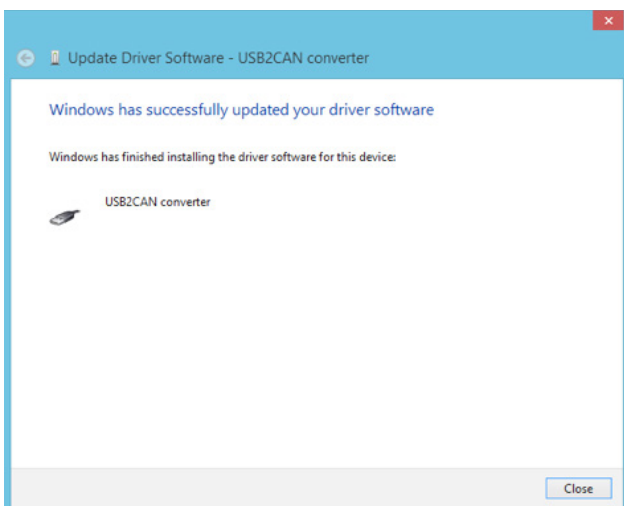 Update Driver Software - USB2CAN converter
Windows has successfully updated your driver software
Windows has finished installing the driver software for this device:
USB2CAN converter
Close